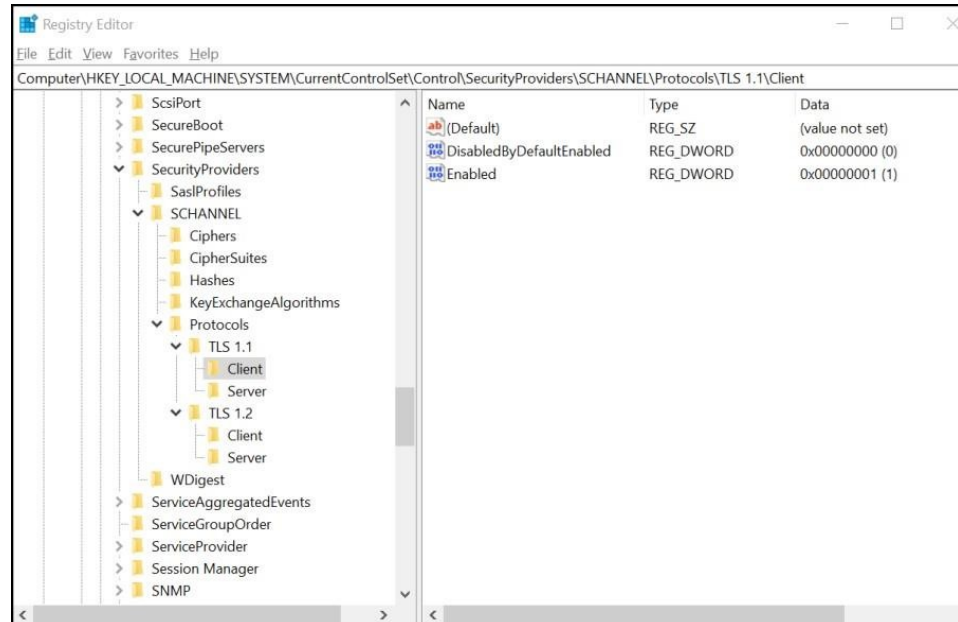 Registry Editor
File Edit View Favorites Help
Computer\HKEY_LOCAL_MACHINE\SYSTEM\CurrentControlSet\Control\SecurityProviders\SCHANNEL\Protocols\TLS 1.1\Client
ScsiPort
SecureBoot
SecurePipeServers
SecurityProviders
SaslProfiles
SCHANNEL
Ciphers
CipherSuites
Hashes
KeyExchangeAlgorithms
Protocols
TLS 1.1
Client
Server
TLS 1.2
Client
Server
WDigest
ServiceAggregatedEvents
ServiceGroupOrder
ServiceProvider
Session Manager
SNMP
Name Type Data
(Default) REG_SZ (value not set)
DisabledByDefaultEnabled REG_DWORD 0x00000000 (0)
Enabled REG_DWORD 0x00000001 (1)